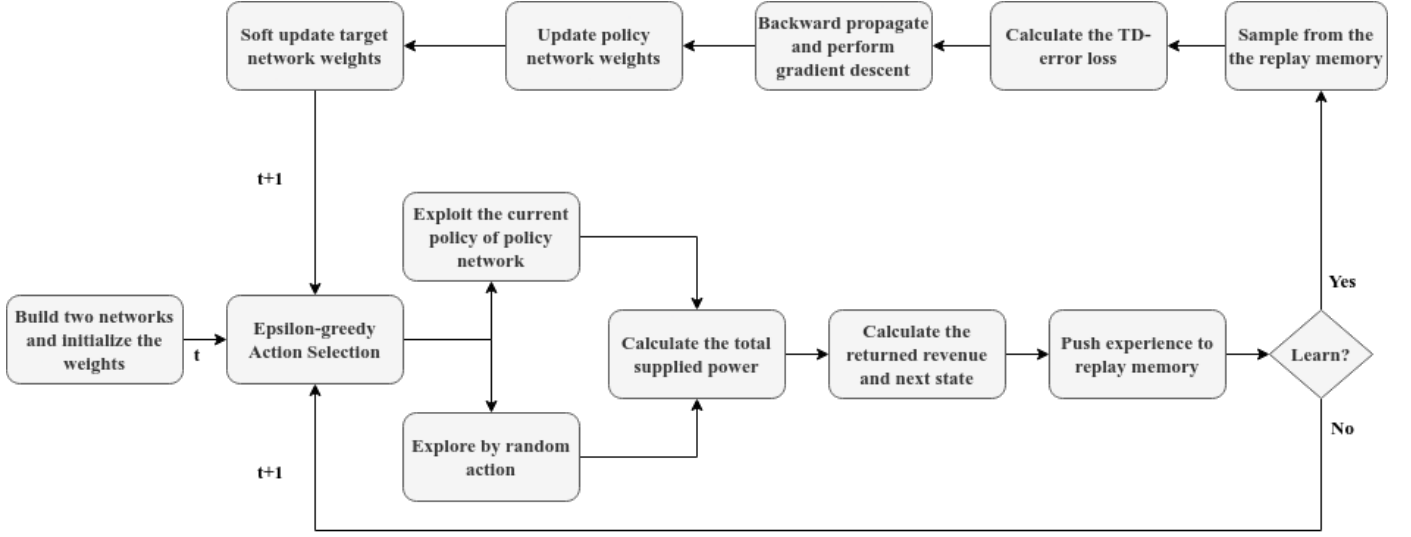 Soft update target
network weights
Update policy
network weights
Backward propagate
and perform
gradient descent
Calculate the TD-
error loss
Sample from the
the replay memory
t+1
Exploit the current
policy of policy
network
Yes
Build two networks
and initialize the
weights
t
Epsilon-greedy
Action Selection
Calculate the total
supplied power
Calculate the
returned revenue
and next state
Push experience to
replay memory
Learn?
No
Explore by random
action
t+1